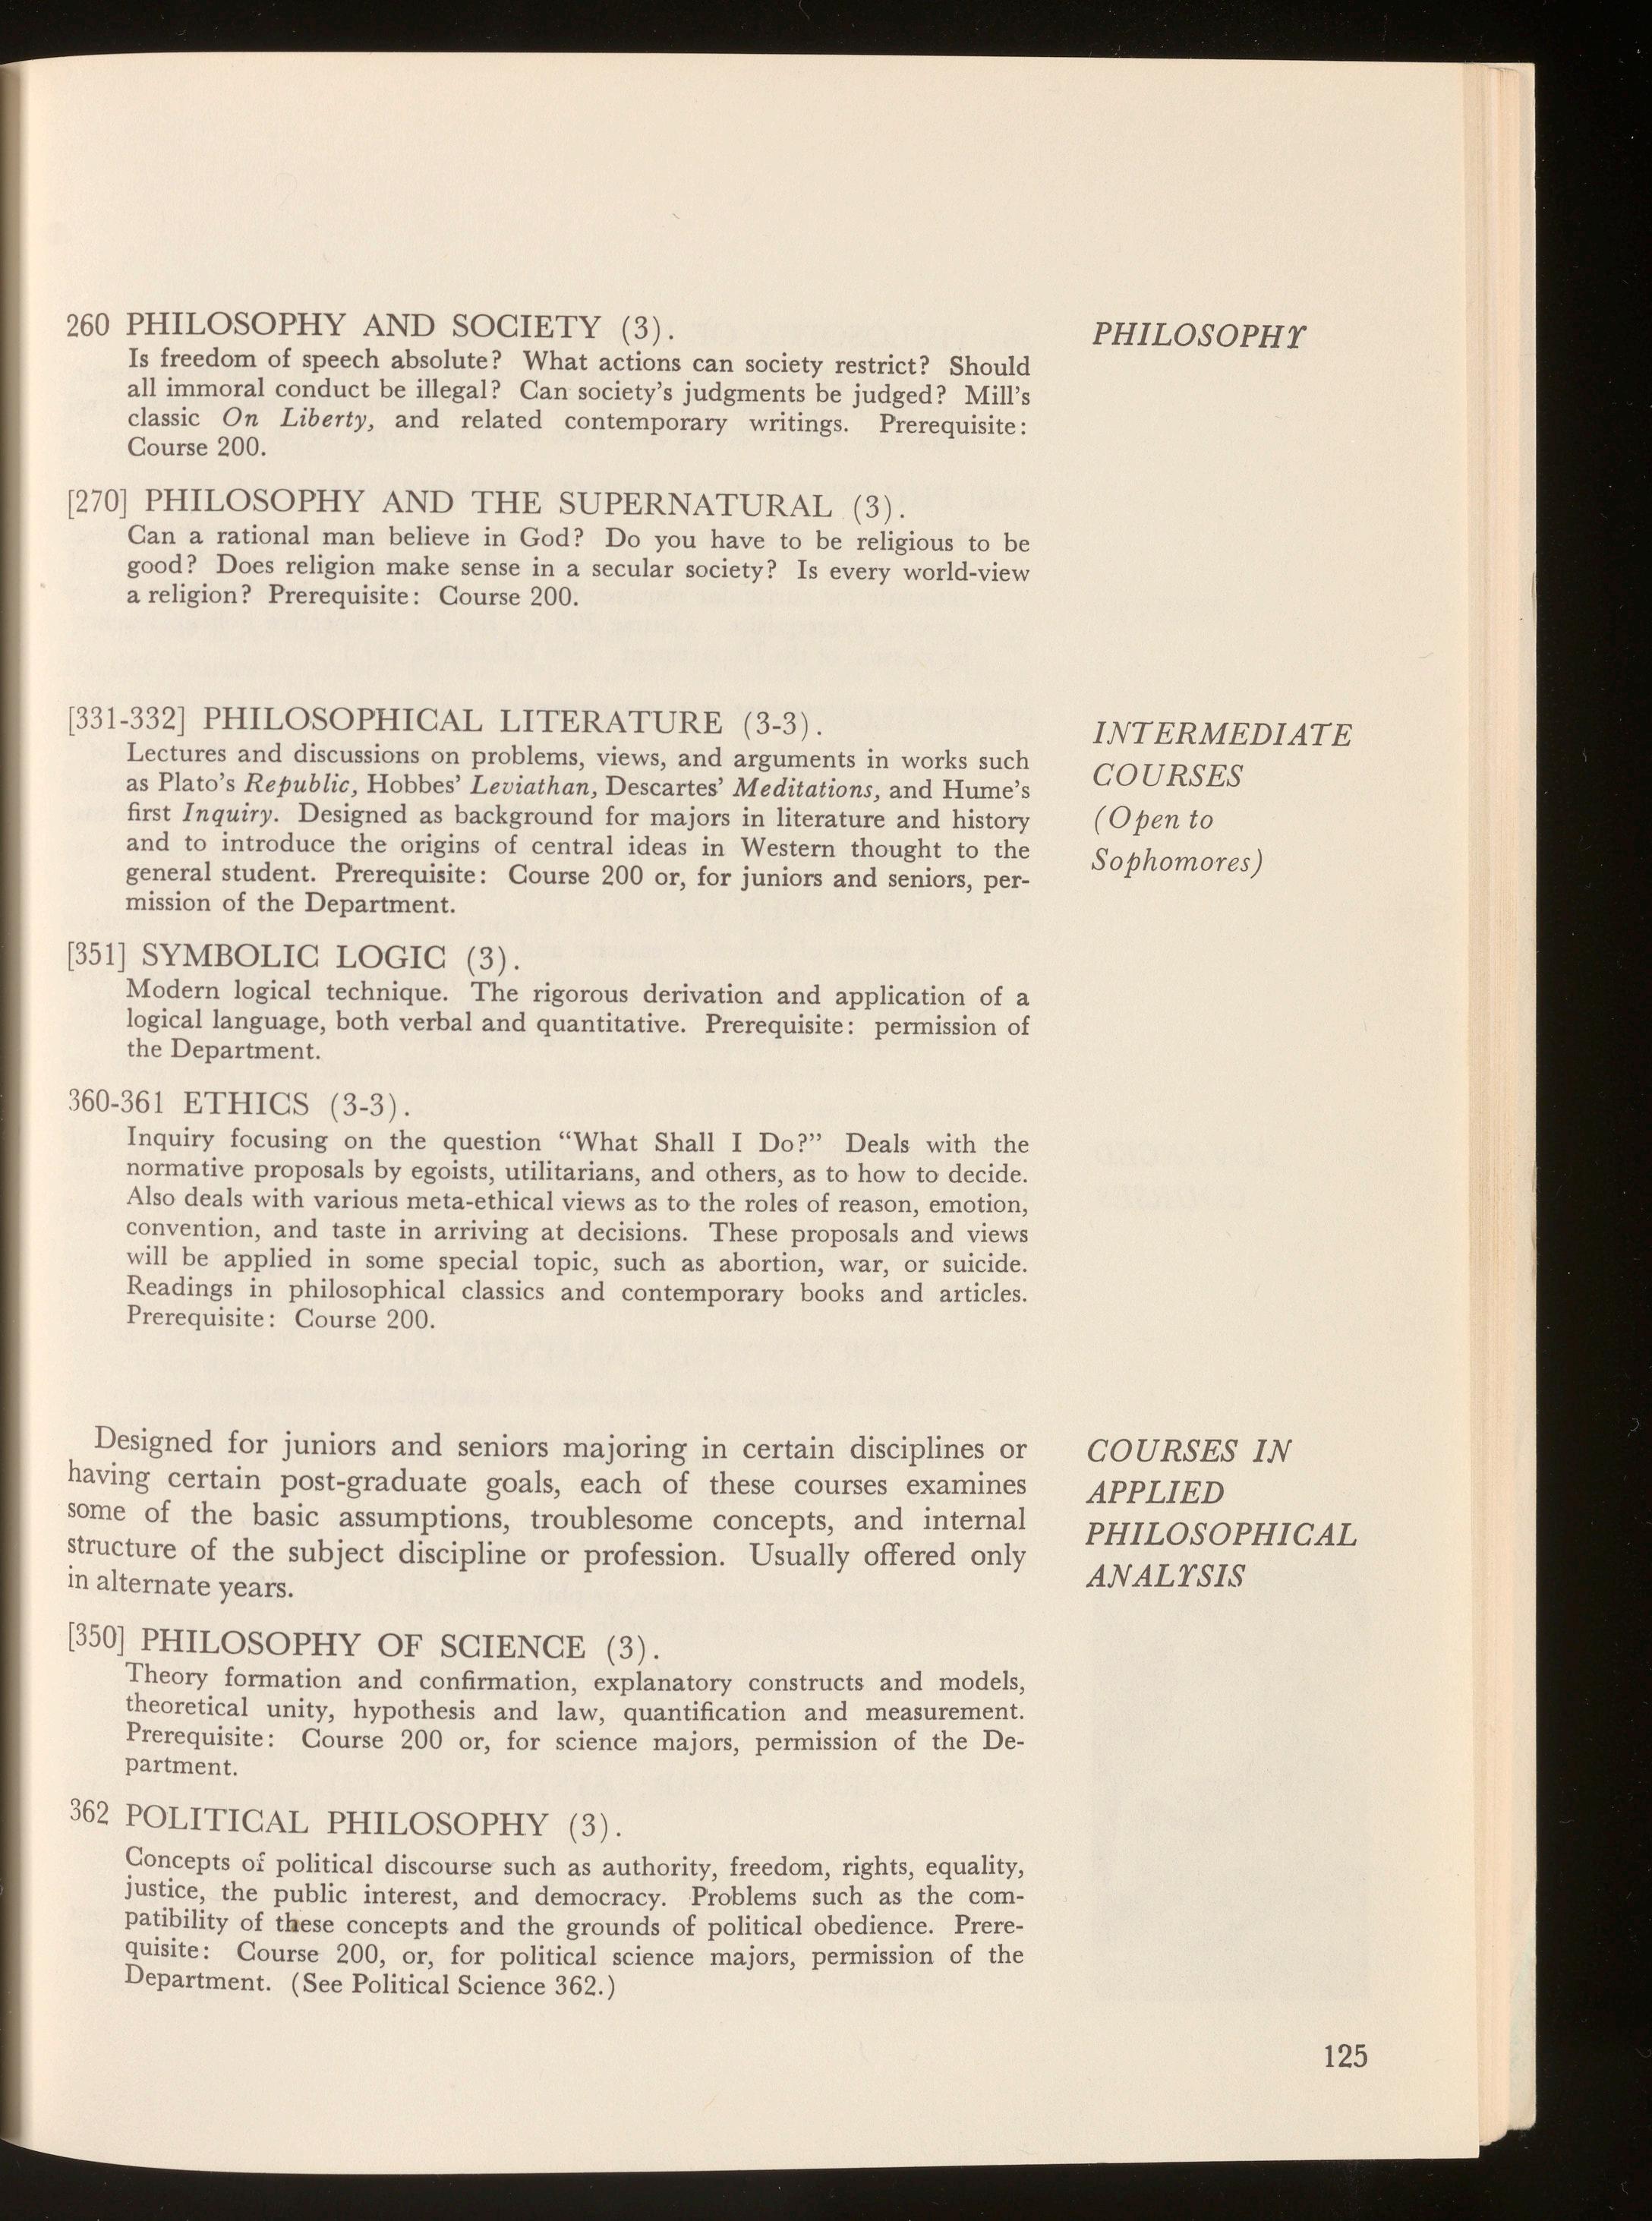 260 PHILOSOPHY AND SOCIETY (3).
Is freedom of speech absolute? What actions can society restrict? Should
all immoral conduct be illegal? Can society's judgments be judged? Mill's
classic On Liberty, and related contemporary writings. Prerequisite:
Course 200.
PHILOSOPHY
[270] PHILOSOPHY AND THE SUPERNATURAL (3).
Can a rational man believe in God? Do you have to be religious to be
good? Does religion make sense in a secular society? Is every world-view
a religion? Prerequisite: Course 200.
[331-332] PHILOSOPHICAL LITERATURE (3-3).
Lectures and discussions on problems, views, and arguments in works such
as Plato's Republic, Hobbes' Leviathan, Descartes' Meditations, and Hume's
first Inquiry. Designed as background for majors in literature and history
and to introduce the origins of central ideas in Western thought to the
general student. Prerequisite: Course 200 or, for juniors and seniors, per-
mission of the Department.
INTERMEDIATE
COURSES
(Open to
Sophomores)
[351] SYMBOLIC LOGIC (3).
Modern logical technique. The rigorous derivation and application of a
logical language, both verbal and quantitative. Prerequisite: permission of
the Department.
360-361 ETHICS (3-3).
Inquiry focusing on the question "What Shall I Do?" Deals with the
normative proposals by egoists, utilitarians, and others, as to how to decide.
Also deals with various meta-ethical views as to the roles of reason, emotion,
convention, and taste in arriving at decisions. These proposals and views
will be applied in some special topic, such as abortion, war, or suicide.
Readings in philosophical classics and contemporary books and articles.
Prerequisite: Course 200.
Designed for juniors and seniors majoring in certain disciplines or
having certain post-graduate goals, each of these courses examines
some of the basic assumptions, troublesome concepts, and internal
structure of the subject discipline or profession. Usually offered only
in alternate years.
COURSES IN
APPLIED
PHILOSOPHICAL
ANALYSIS
[350] PHILOSOPHY OF SCIENCE (3).
Theory formation and confirmation, explanatory constructs and models,
theoretical unity, hypothesis and law, quantification and measurement.
Prerequisite: Course 200 or, for science majors, permission of the De-
partment.
362 POLITICAL PHILOSOPHY (3).
Concepts of political discourse such as authority, freedom, rights, equality,
justice, the public interest, and democracy. Problems such as the com-
patibility of these concepts and the grounds of political obedience. Prere-
quisite: Course 200, or, for political science majors, permission of the
Department. (See Political Science 362.)
125